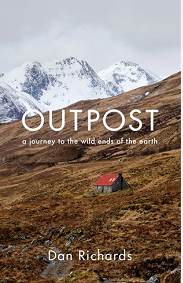 OUTPOST
a journey to the wild ends of the earth
Dan Richards